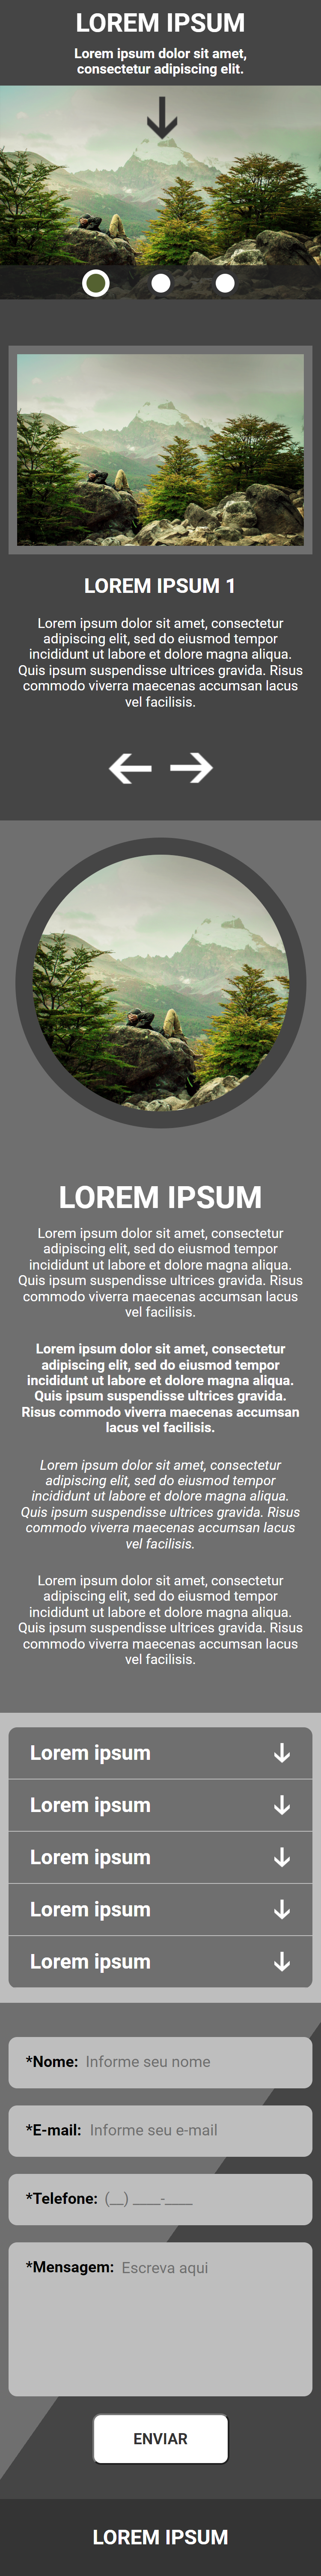 LOREM IPSUM
Lorem ipsum dolor sit amet,
consectetur adipiscing elit.
LOREM IPSUM 1
Lorem ipsum dolor sit amet, consectetur
adipiscing elit, sed do eiusmod tempor
incididunt ut labore et dolore magna aliqua.
Quis ipsum suspendisse ultrices gravida. Risus
commodo viverra maecenas accumsan lacus
vel facilisis.
LOREM IPSUM
Lorem ipsum dolor sit amet, consectetur
adipiscing elit, sed do eiusmod tempor
incididunt ut labore et dolore magna aliqua.
Quis ipsum suspendisse ultrices gravida. Risus
commodo viverra maecenas accumsan lacus
vel facilisis.
Lorem ipsum dolor sit amet, consectetur
adipiscing elit, sed do eiusmod tempor
incididunt ut labore et dolore magna aliqua.
Quis ipsum suspendisse ultrices gravida.
Risus commodo viverra maecenas accumsan
lacus vel facilisis.
Lorem ipsum dolor sit amet, consectetur
adipiscing elit, sed do eiusmod tempor
incididunt ut labore et dolore magna aliqua.
Quis ipsum suspendisse ultrices gravida. Risus
commodo viverra maecenas accumsan lacus
vel facilisis.
Lorem ipsum dolor sit amet, consectetur
adipiscing elit, sed do eiusmod tempor
incididunt ut labore et dolore magna aliqua.
Quis ipsum suspendisse ultrices gravida. Risus
commodo viverra maecenas accumsan lacus
vel facilisis.
Lorem ipsum
Lorem ipsum
Lorem ipsum
Lorem ipsum
Lorem ipsum
*Nome: Informe seu nome
*E-mail: Informe seu e-mail
*Telefone: (__) ____-____
*Mensagem: Escreva aqui
ENVIAR
LOREM IPSUM